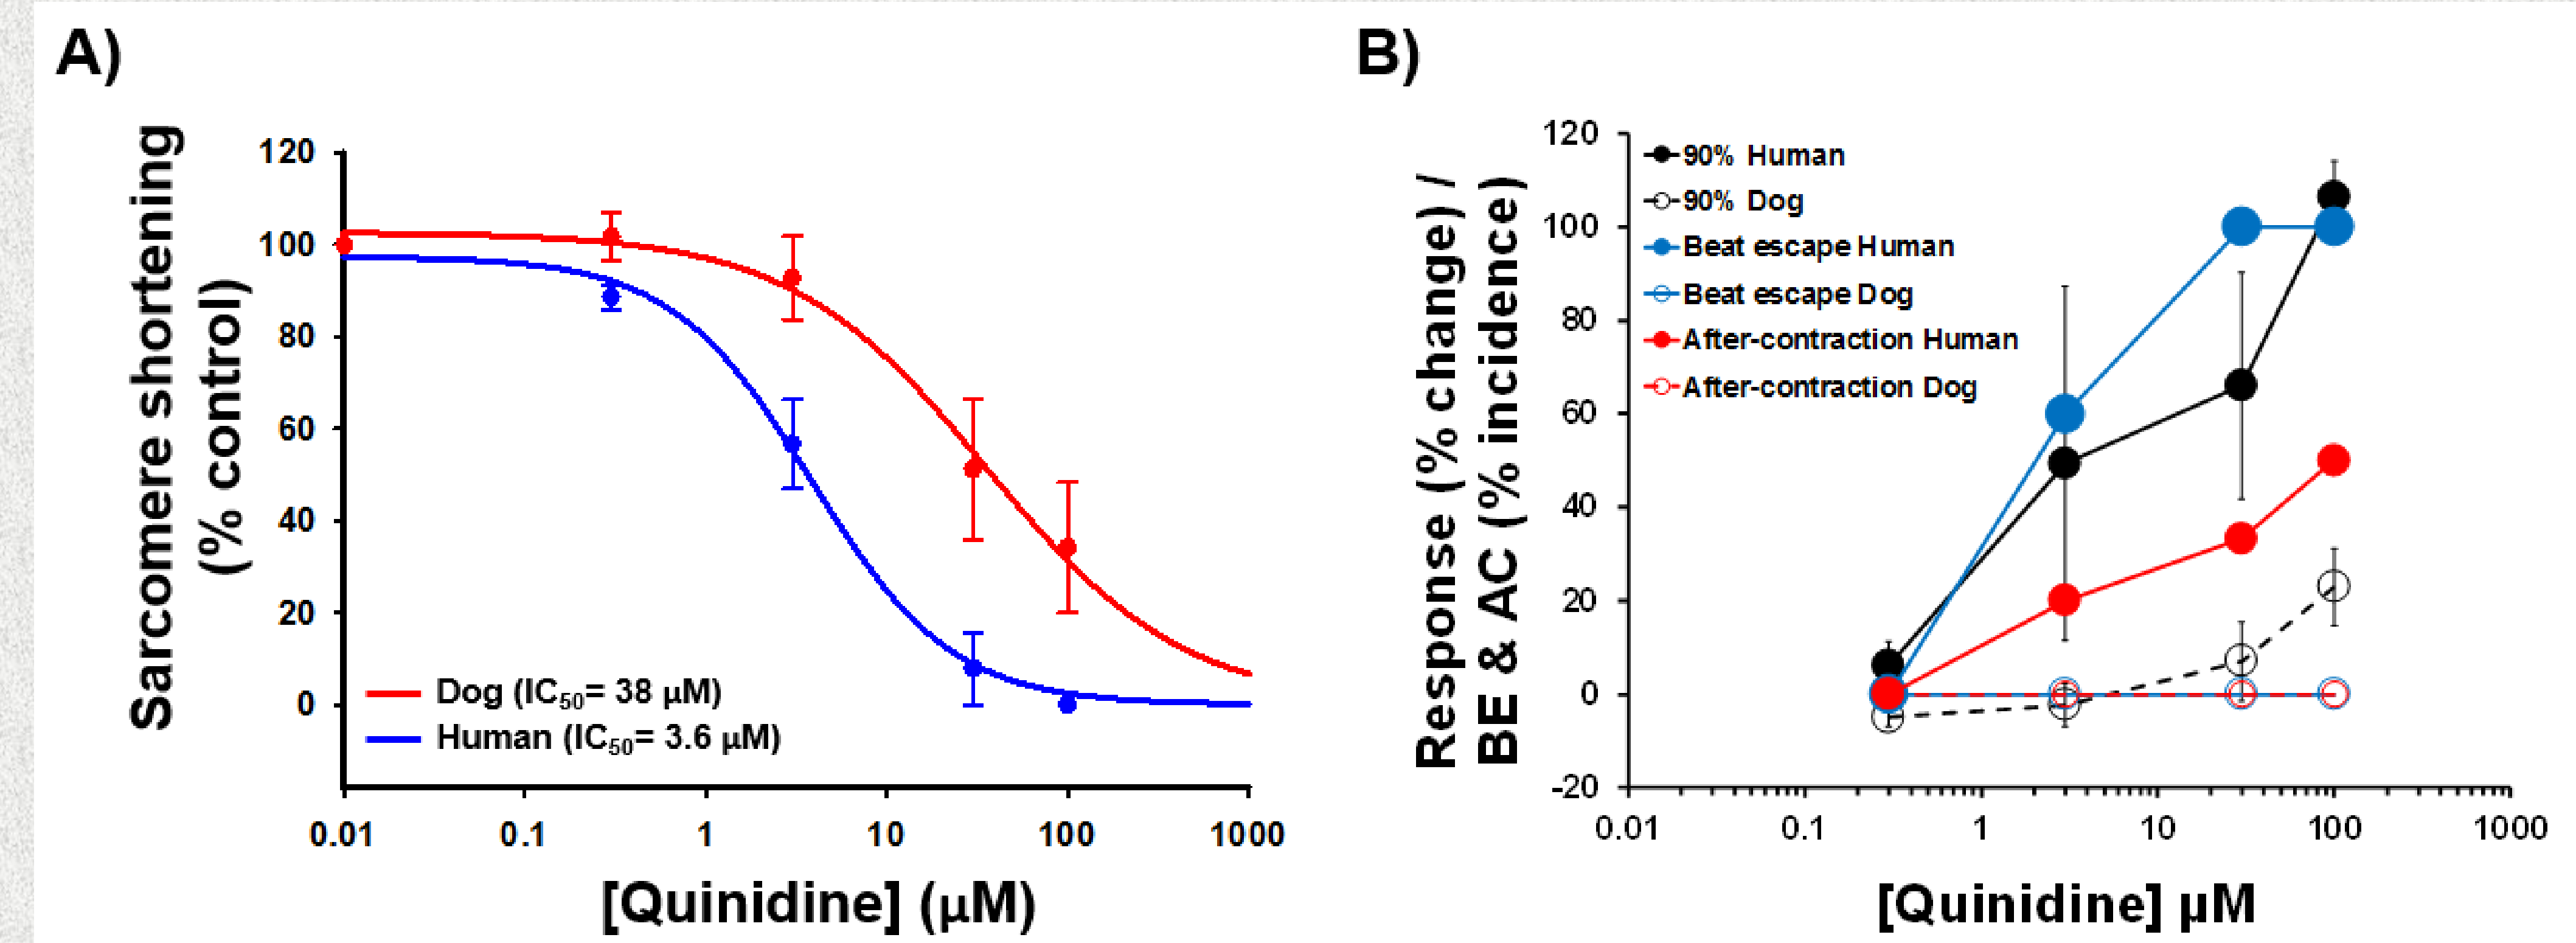 A)
Sarcomere shortening
(% control)
120
100
80
60
40
20
0
Dog (IC50= 38 µM)
Human (IC50= 3.6 µM)
0.01 0.1 1 10 100 1000
[Quinidine] (µM)
B)
Response (% change) /
BE & AC (% incidence)
120
100
80
60
40
20
0
-20
90% Human
90% Dog
Beat escape Human
Beat escape Dog
After-contraction Human
After-contraction Dog
0.01 0.1 1 10 100 1000
[Quinidine] µM